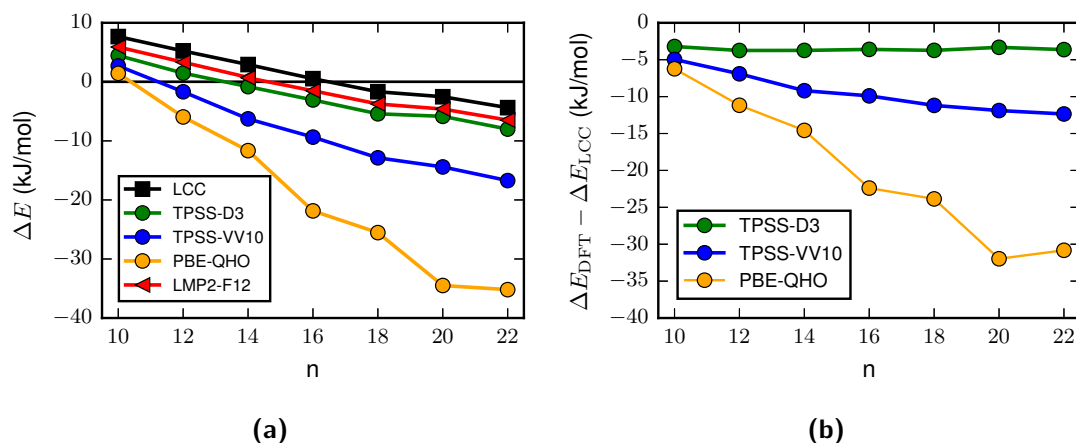 10
0
−10
−20
−30
−40
10 12 14 16 18 20 22
n
ΔE (kJ/mol)
LCC
TPSS-D3
TPSS-VV10
PBE-QHO
LMP2-F12
(a)
0
−5
−10
−15
−20
−25
−30
−35
−40
10 12 14 16 18 20 22
n
ΔE_DFT − ΔE_LCC (kJ/mol)
TPSS-D3
TPSS-VV10
PBE-QHO
(b)